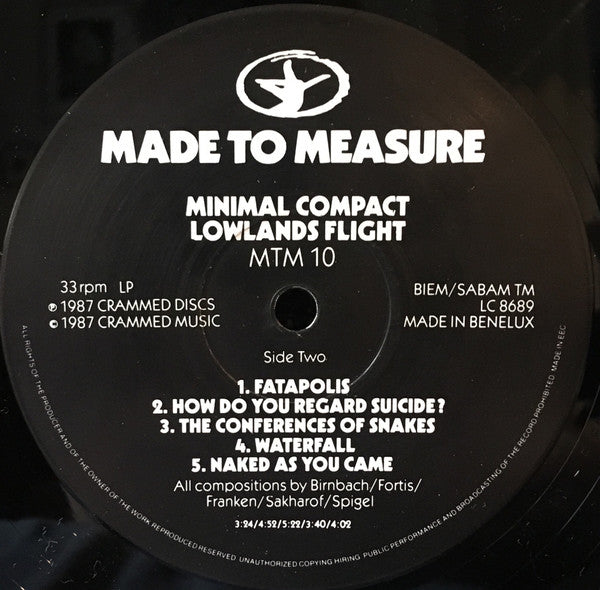 MADE TO MEASURE
MINIMAL COMPACT
LOWLANDS FLIGHT
MTM 10
33 rpm LP
℗ 1987 CRAMMED DISCS
© 1987 CRAMMED MUSIC
BIEM/SABAM TM
LC 8689
MADE IN BENELUX
Side Two
1. FATAPOLIS
2. HOW DO YOU REGARD SUICIDE?
3. THE CONFERENCES OF SNAKES
4. WATERFALL
5. NAKED AS YOU CAME
All compositions by Birnbach/Fortis/
Franken/Sakharof/Spigel
3:24/4:52/5:22/3:40/4:02
ALL RIGHTS OF THE PRODUCER AND OF THE OWNER OF THE WORK REPRODUCED RESERVED. UNAUTHORIZED COPYING HIRING. PUBLIC PERFORMANCE AND BROADCASTING OF THE RECORD PROHIBITED. MADE IN EEC